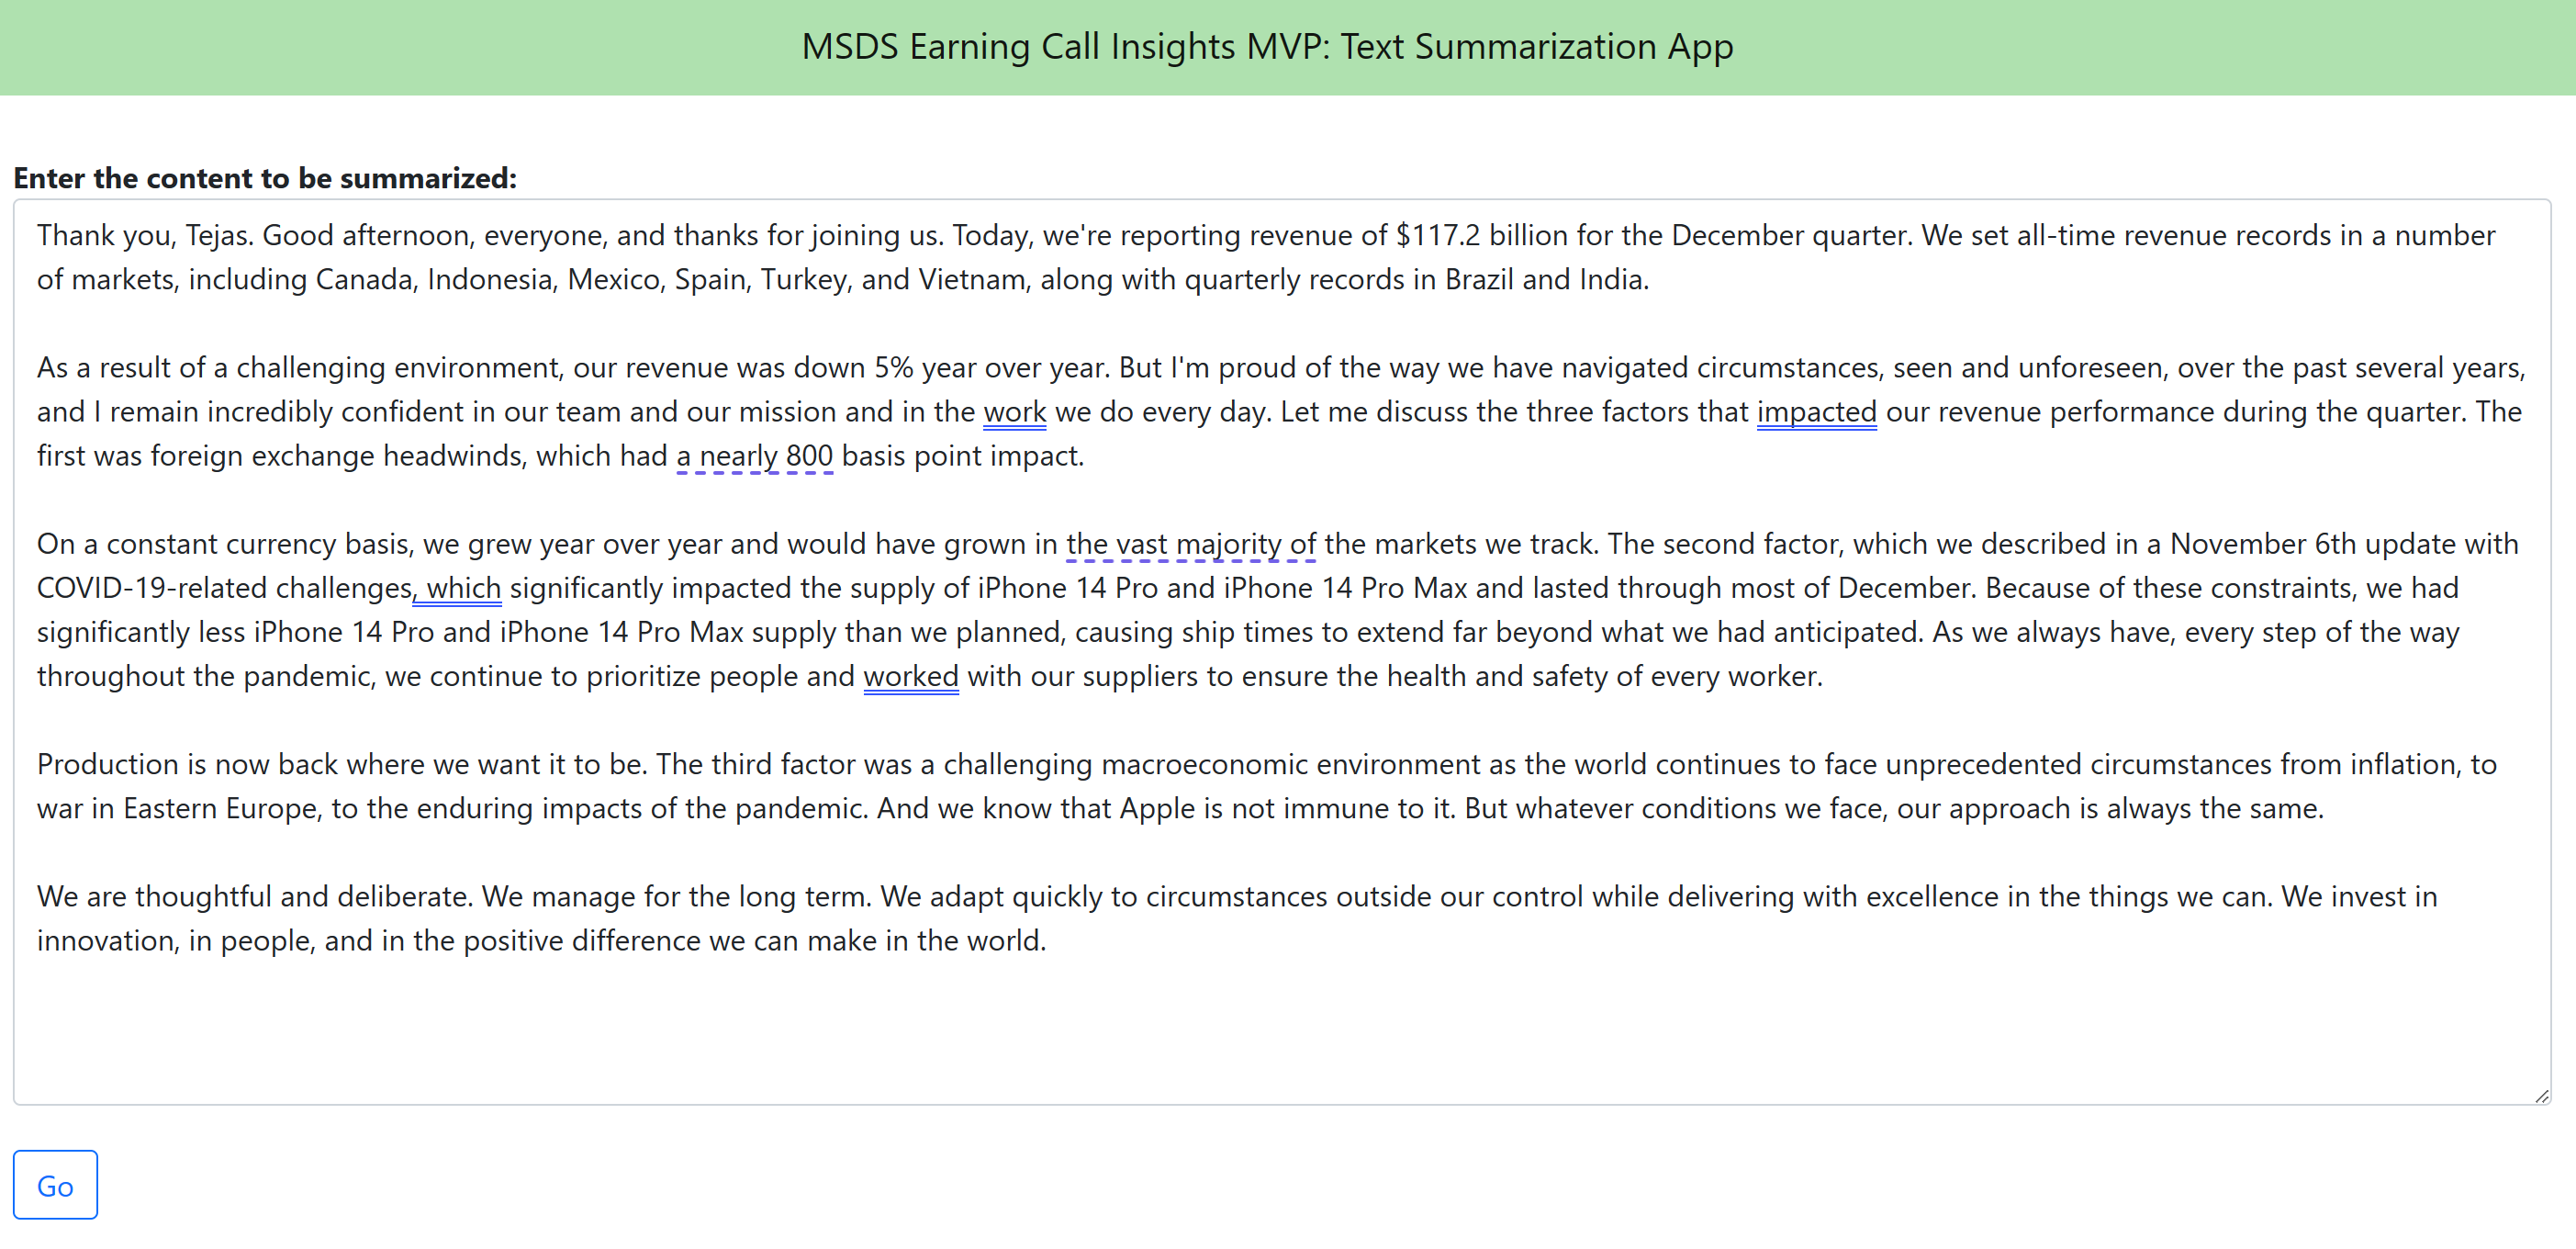 MSDS Earning Call Insights MVP: Text Summarization App
Enter the content to be summarized:
Thank you, Tejas. Good afternoon, everyone, and thanks for joining us. Today, we're reporting revenue of $117.2 billion for the December quarter. We set all-time revenue records in a number
of markets, including Canada, Indonesia, Mexico, Spain, Turkey, and Vietnam, along with quarterly records in Brazil and India.
As a result of a challenging environment, our revenue was down 5% year over year. But I'm proud of the way we have navigated circumstances, seen and unforeseen, over the past several years,
and I remain incredibly confident in our team and our mission and in the work we do every day. Let me discuss the three factors that impacted our revenue performance during the quarter. The
first was foreign exchange headwinds, which had a nearly 800 basis point impact.
On a constant currency basis, we grew year over year and would have grown in the vast majority of the markets we track. The second factor, which we described in a November 6th update with
COVID-19-related challenges, which significantly impacted the supply of iPhone 14 Pro and iPhone 14 Pro Max and lasted through most of December. Because of these constraints, we had
significantly less iPhone 14 Pro and iPhone 14 Pro Max supply than we planned, causing ship times to extend far beyond what we had anticipated. As we always have, every step of the way
throughout the pandemic, we continue to prioritize people and worked with our suppliers to ensure the health and safety of every worker.
Production is now back where we want it to be. The third factor was a challenging macroeconomic environment as the world continues to face unprecedented circumstances from inflation, to
war in Eastern Europe, to the enduring impacts of the pandemic. And we know that Apple is not immune to it. But whatever conditions we face, our approach is always the same.
We are thoughtful and deliberate. We manage for the long term. We adapt quickly to circumstances outside our control while delivering with excellence in the things we can. We invest in
innovation, in people, and in the positive difference we can make in the world.
Go